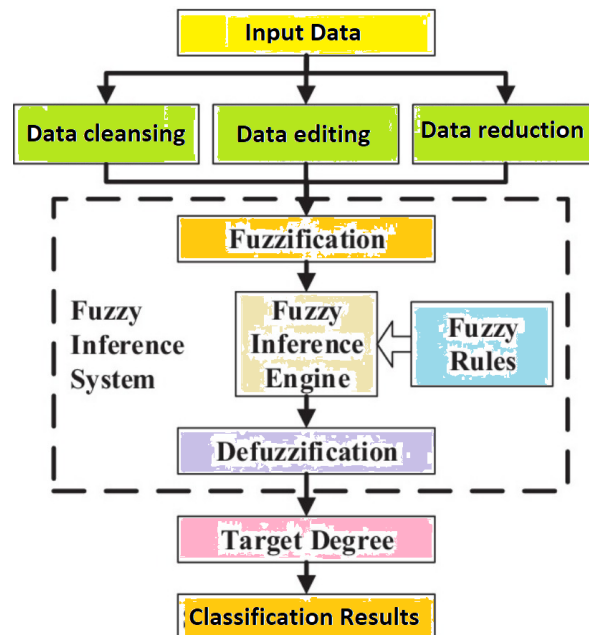 Input Data
Data cleansing
Data editing
Data reduction
Fuzzification
Fuzzy
Inference
System
Fuzzy
Inference
Engine
Fuzzy
Rules
Defuzzification
Target Degree
Classification Results